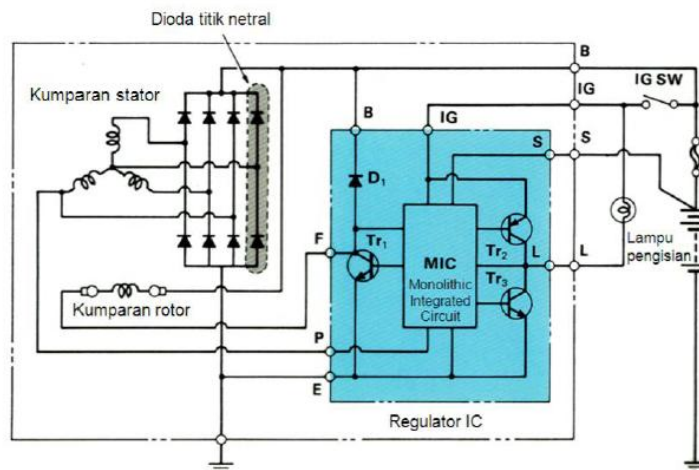 Dioda titik netral
B
IG SW
IG
Kumparan stator
B
IG
S
S
D1
F
Tr1
Tr2
L
L
Lampu
pengisian
MIC
Monolithic
Integrated
Circuit
Tr3
Kumparan rotor
P
E
Regulator IC